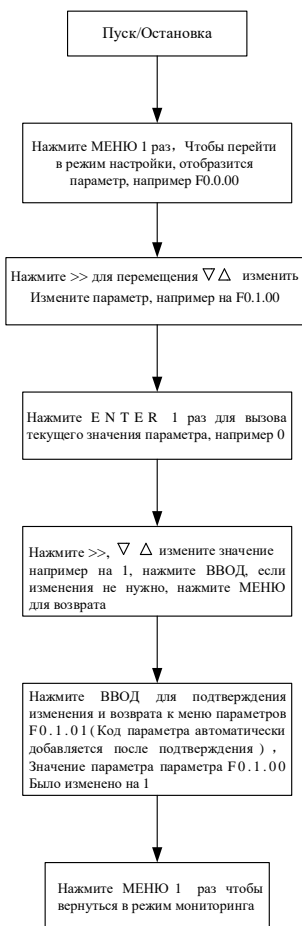 Пуск/Остановка
Нажмите МЕНЮ 1 раз, Чтобы перейти
в режим настройки, отобразится
параметр, например F0.0.00
Нажмите >> для перемещения ▽ △ изменить
Измените параметр, например на F0.1.00
Нажмите E N T E R 1 раз для вызова
текущего значения параметра, например 0
Нажмите >>, ▽ △ измените значение
например на 1, нажмите ВВОД, если
изменения не нужно, нажмите МЕНЮ
для возврата
Нажмите ВВОД для подтверждения
изменения и возврата к меню параметров
F0.1.01(Код параметра автоматически
добавляется после подтверждения ) ,
Значение параметра параметра F0.1.00
Было изменено на 1
Нажмите МЕНЮ 1 раз чтобы
вернуться в режим мониторинга